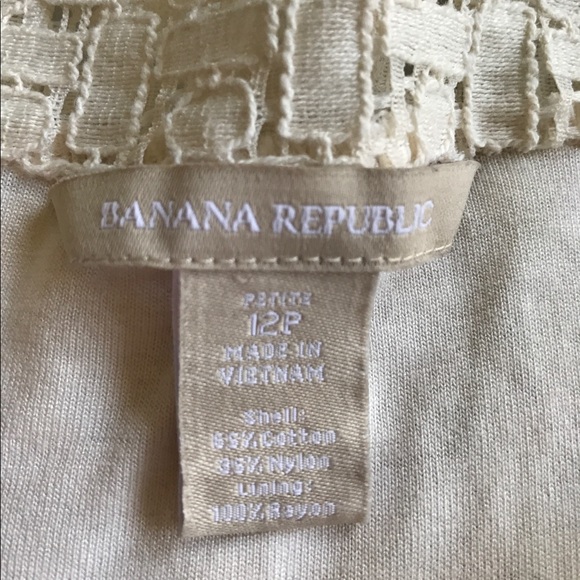 BANANA REPUBLIC
PETITE
12P
MADE IN
VIETNAM
Shell:
65% Cotton
35% Nylon
Lining:
100% Rayon